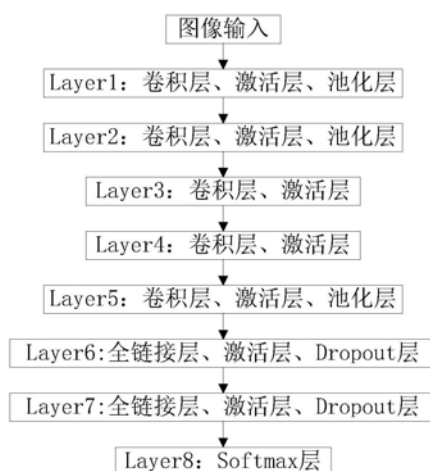 图像输入
Layer1: 卷积层、激活层、池化层
Layer2: 卷积层、激活层、池化层
Layer3: 卷积层、激活层
Layer4: 卷积层、激活层
Layer5: 卷积层、激活层、池化层
Layer6:全链接层、激活层、Dropout层
Layer7:全链接层、激活层、Dropout层
Layer8: Softmax层